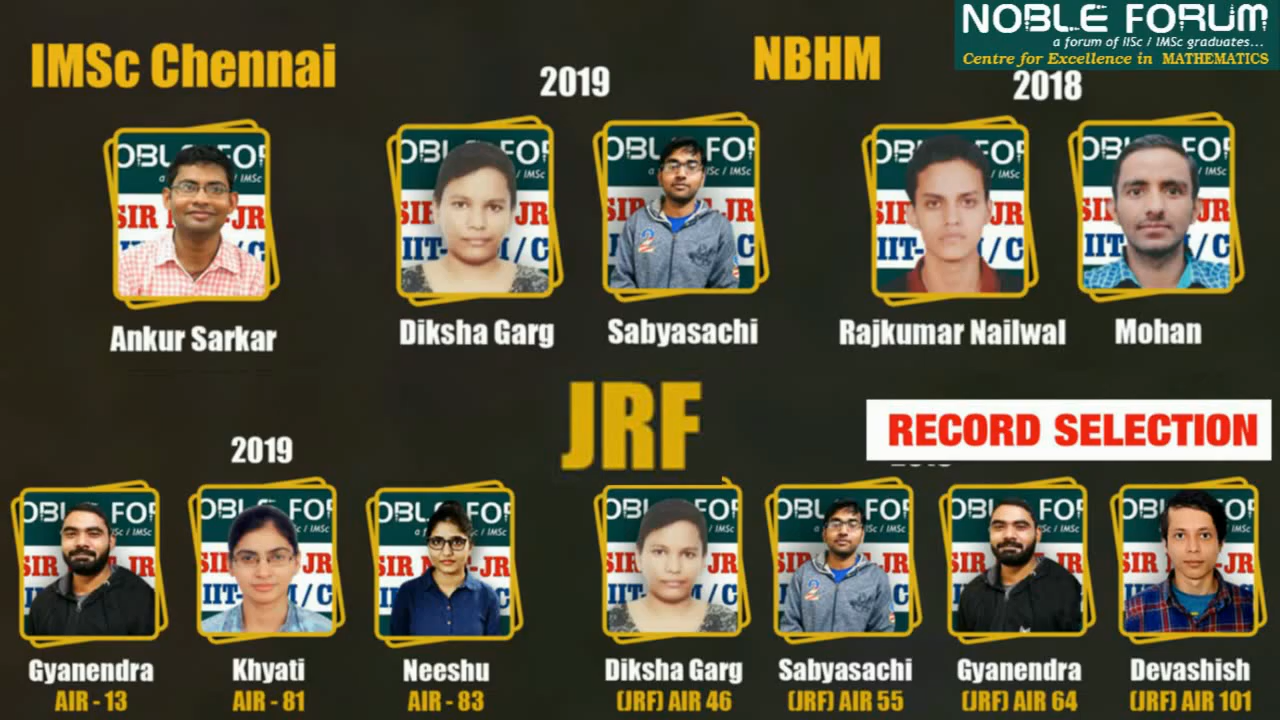 NOBLE FORUM
a forum of IISc / IMSc graduates...
Centre for Excellence in MATHEMATICS
IMSc Chennai
NBHM
2019
2018
Ankur Sarkar
Diksha Garg
Sabyasachi
Rajkumar Nailwal
Mohan
JRF
RECORD SELECTION
2019
Gyanendra
AIR - 13
Khyati
AIR - 81
Neeshu
AIR - 83
Diksha Garg
(JRF) AIR 46
Sabyasachi
(JRF) AIR 55
Gyanendra
(JRF) AIR 64
Devashish
(JRF) AIR 101